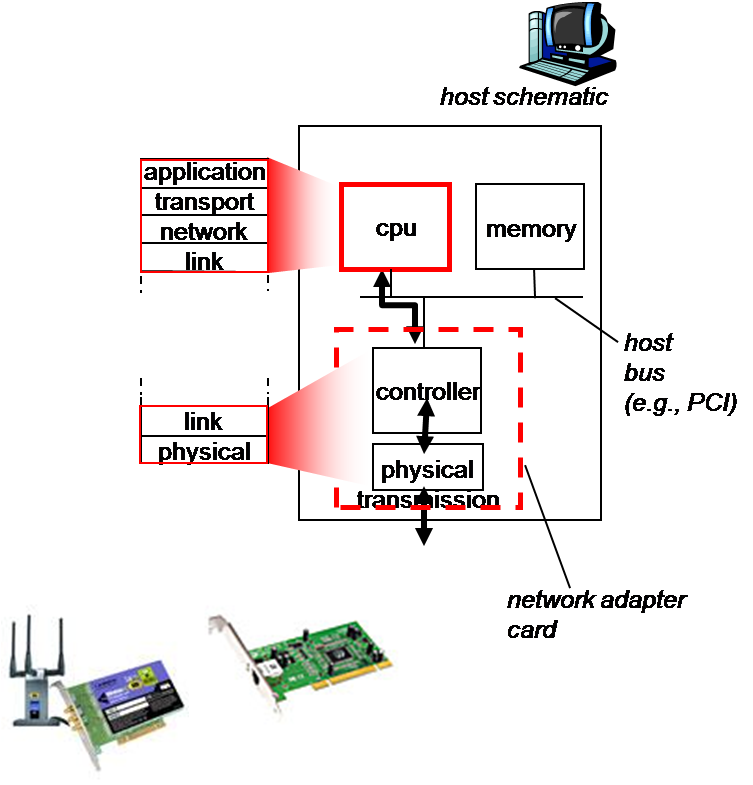 host schematic
application
transport
network
link
cpu
memory
host
bus
(e.g., PCI)
controller
link
physical
physical
transmission
network adapter
card